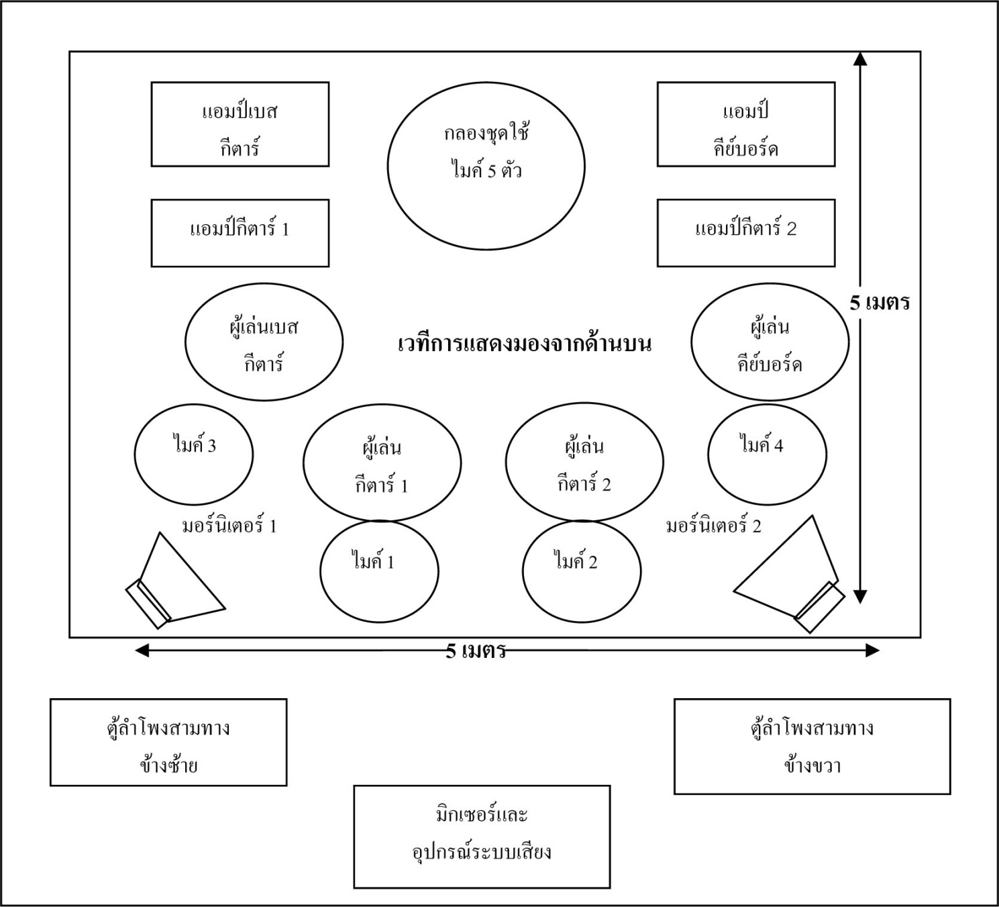 แอมป์เบส
กีตาร์
กลองชุดใช้
ไมค์ 5 ตัว
แอมป์
คีย์บอร์ด
แอมป์กีตาร์ 1
แอมป์กีตาร์ 2
5 เมตร
ผู้เล่นเบส
กีตาร์
เวทีการแสดงมองจากด้านบน
ผู้เล่น
คีย์บอร์ด
ไมค์ 3
ผู้เล่น
กีตาร์ 1
ผู้เล่น
กีตาร์ 2
ไมค์ 4
มอร์นิเตอร์ 1
มอร์นิเตอร์ 2
ไมค์ 1
ไมค์ 2
5 เมตร
ตู้ลำโพงสามทาง
ข้างซ้าย
ตู้ลำโพงสามทาง
ข้างขวา
มิกเซอร์และ
อุปกรณ์ระบบเสียง